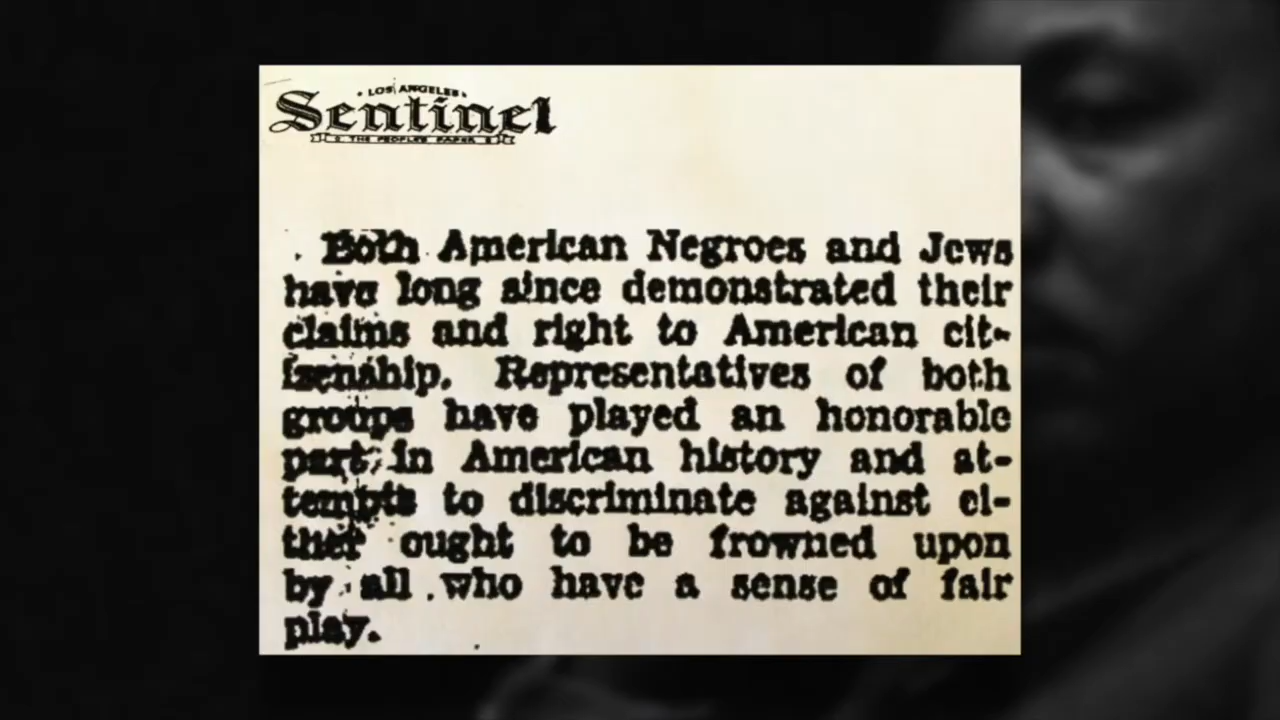 LOS ANGELES
Sentinel
THE PEOPLES PAPER
Both American Negroes and Jews
have long since demonstrated their
claims and right to American cit-
izenship. Representatives of both
groups have played an honorable
part in American history and at-
tempts to discriminate against ei-
ther ought to be frowned upon
by all who have a sense of fair
play.